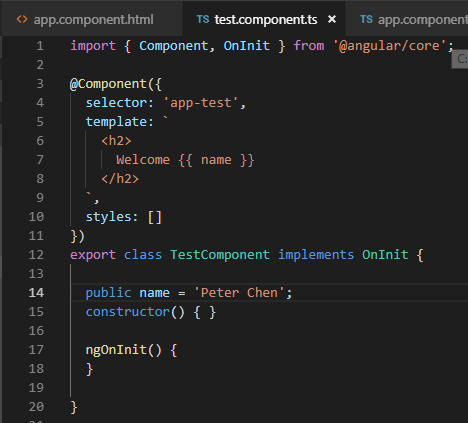 <> app.component.html
TS test.component.ts ×
TS app.component
1 import { Component, OnInit } from '@angular/core';
2
3 @Component({
4   selector: 'app-test',
5   template: `
6     <h2>
7       Welcome {{ name }}
8     </h2>
9   `,
10   styles: []
11 })
12 export class TestComponent implements OnInit {
13
14   public name = 'Peter Chen';
15   constructor() { }
16
17   ngOnInit() {
18   }
19
20 }
C: